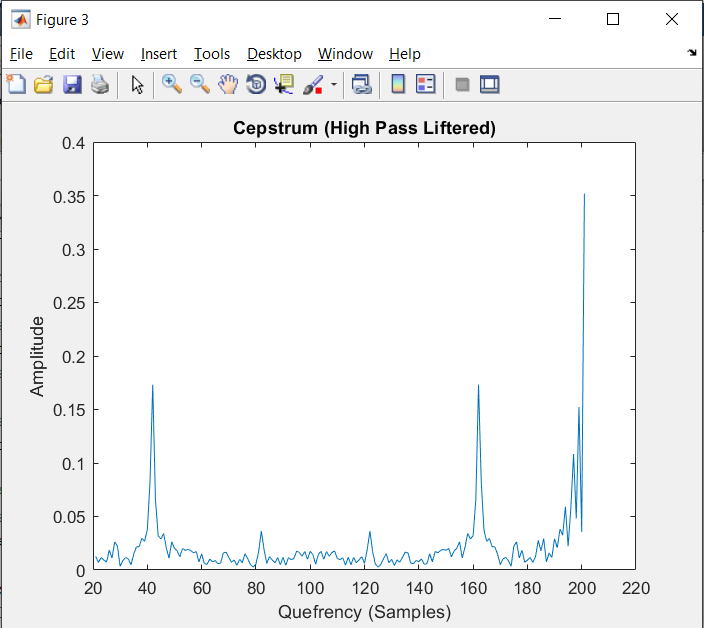 Figure 3
File Edit View Insert Tools Desktop Window Help
Cepstrum (High Pass Liftered)
0.4
0.35
0.3
0.25
0.2
0.15
0.1
0.05
0
Amplitude
20 40 60 80 100 120 140 160 180 200 220
Quefrency (Samples)